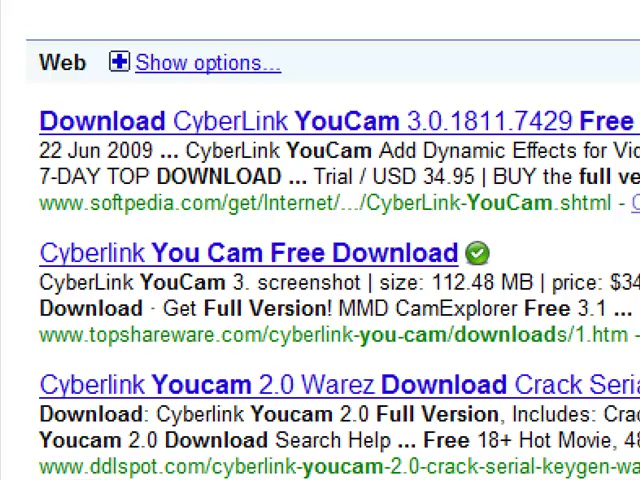 Web Show options...
Download CyberLink YouCam 3.0.1811.7429 Free
22 Jun 2009 ... CyberLink YouCam Add Dynamic Effects for
7-DAY TOP DOWNLOAD ... Trial / USD 34.95 | BUY the full
www.softpedia.com/get/Internet/.../CyberLink-YouCam.shtml -
Cyberlink You Cam Free Download
CyberLink YouCam 3. screenshot | size: 112.48 MB | price: $34
Download · Get Full Version! MMD CamExplorer Free 3.1 ...
www.topshareware.com/cyberlink-you-cam/downloads/1.htm -
Cyberlink Youcam 2.0 Warez Download Crack
Download: Cyberlink Youcam 2.0 Full Version, Includes:
Youcam 2.0 Download Search Help ... Free 18+ Hot Movie,
www.ddlspot.com/cyberlink-youcam-2.0-crack-serial-keygen-wa